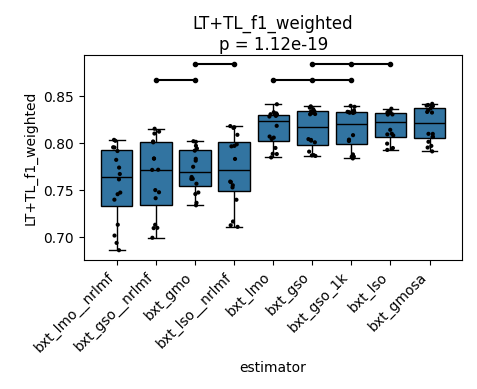 LT+TL_f1_weighted
p = 1.12e-19
LT+TL_f1_weighted
0.85
0.80
0.75
0.70
bxt_lmo__nrlmf
bxt_gso__nrlmf
bxt_gmo
bxt_lso__nrlmf
bxt_lmo
bxt_gso
bxt_gso_1k
bxt_lso
bxt_gmosa
estimator